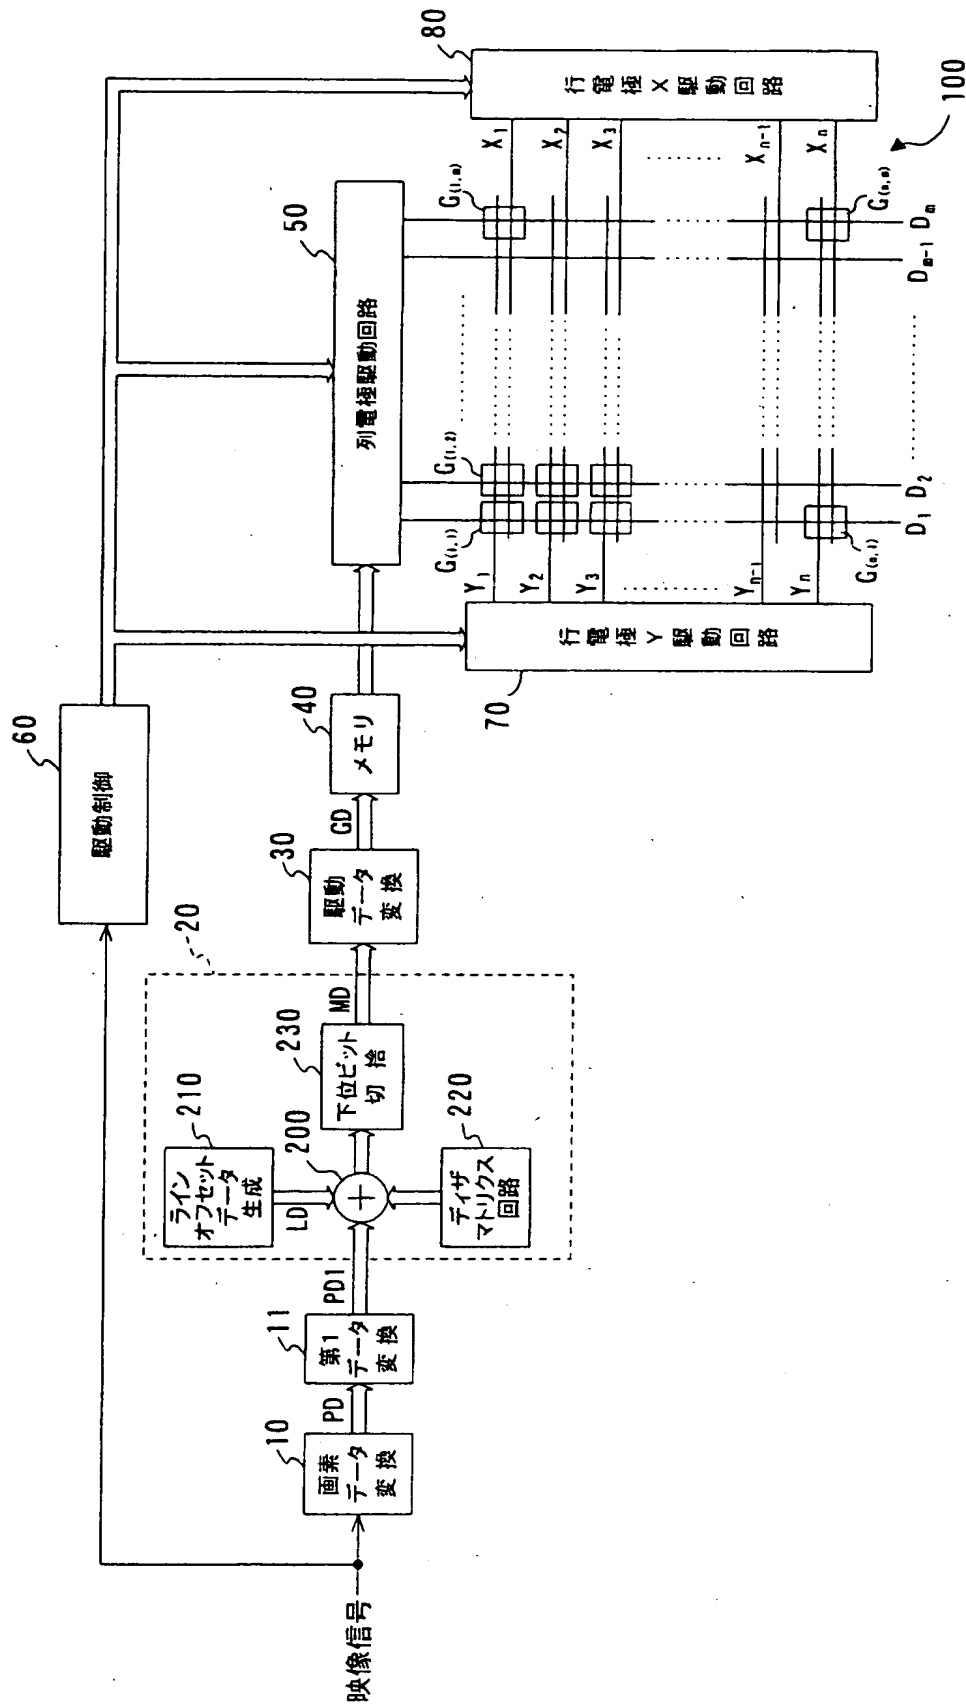 映像信号
10
画素
データ
変換
PD
11
第1
データ
変換
PD1
20
210
ライン
オフセット
データ
生成
LD
200
+
220
ディザ
マトリクス
回路
230
下位ビット
切捨
MD
30
駆動
データ
変換
GD
40
メモリ
60
駆動制御
50
列電極駆動回路
70
行電極Y駆動回路
80
行電極X駆動回路
100
G(1,1)
G(1,2)
G(1,m)
G(n,1)
G(n,m)
Y1
Y2
Y3
Yn-1
Yn
X1
X2
X3
Xn-1
Xn
D1
D2
Dm-1
Dm